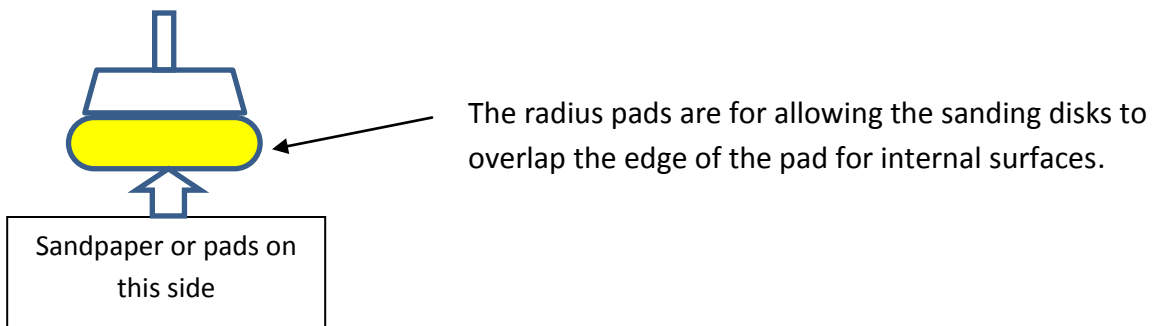 The radius pads are for allowing the sanding disks to
overlap the edge of the pad for internal surfaces.
Sandpaper or pads on
this side